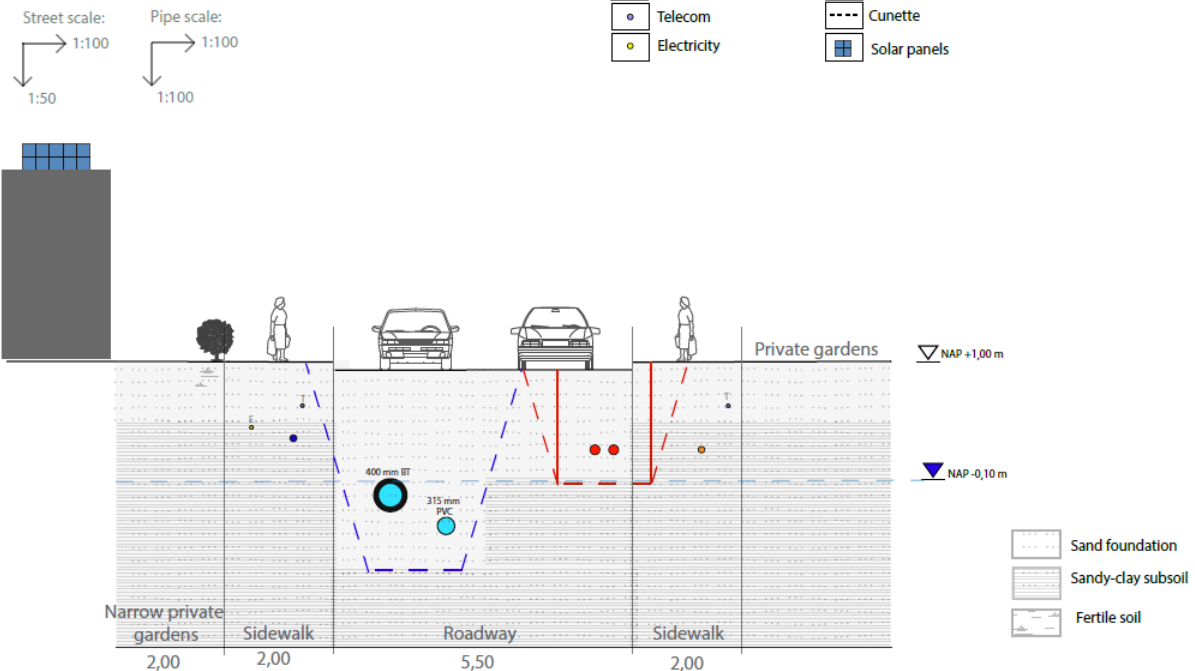 Street scale:
Pipe scale:
1:100
1:100
1:50
1:100
Telecom
Cunette
Electricity
Solar panels
Private gardens
NAP +1,00 m
T
T
E
400 mm BT
NAP -0,10 m
315 mm
PVC
Sand foundation
Sandy-clay subsoil
Fertile soil
Narrow private
gardens
Sidewalk
Roadway
Sidewalk
2,00
2,00
5,50
2,00